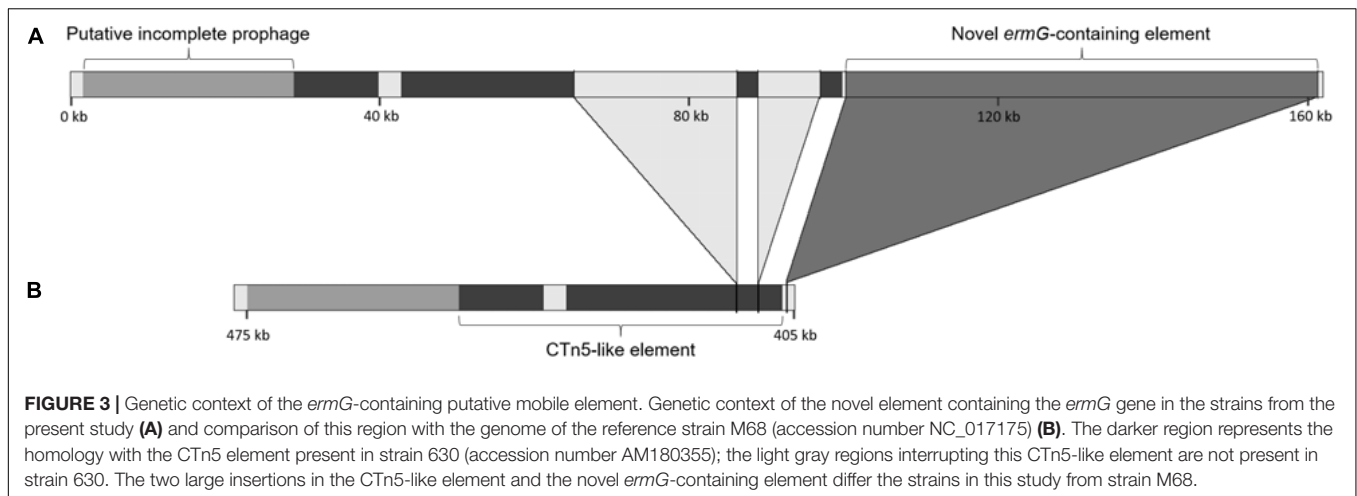 A
Putative incomplete prophage
Novel ermG-containing element
0 kb
40 kb
80 kb
120 kb
160 kb
B
475 kb
405 kb
CTn5-like element
FIGURE 3 | Genetic context of the ermG-containing putative mobile element. Genetic context of the novel element containing the ermG gene in the strains from the
present study (A) and comparison of this region with the genome of the reference strain M68 (accession number NC_017175) (B). The darker region represents the
homology with the CTn5 element present in strain 630 (accession number AM180355); the light gray regions interrupting this CTn5-like element are not present in
strain 630. The two large insertions in the CTn5-like element and the novel ermG-containing element differ the strains in this study from strain M68.